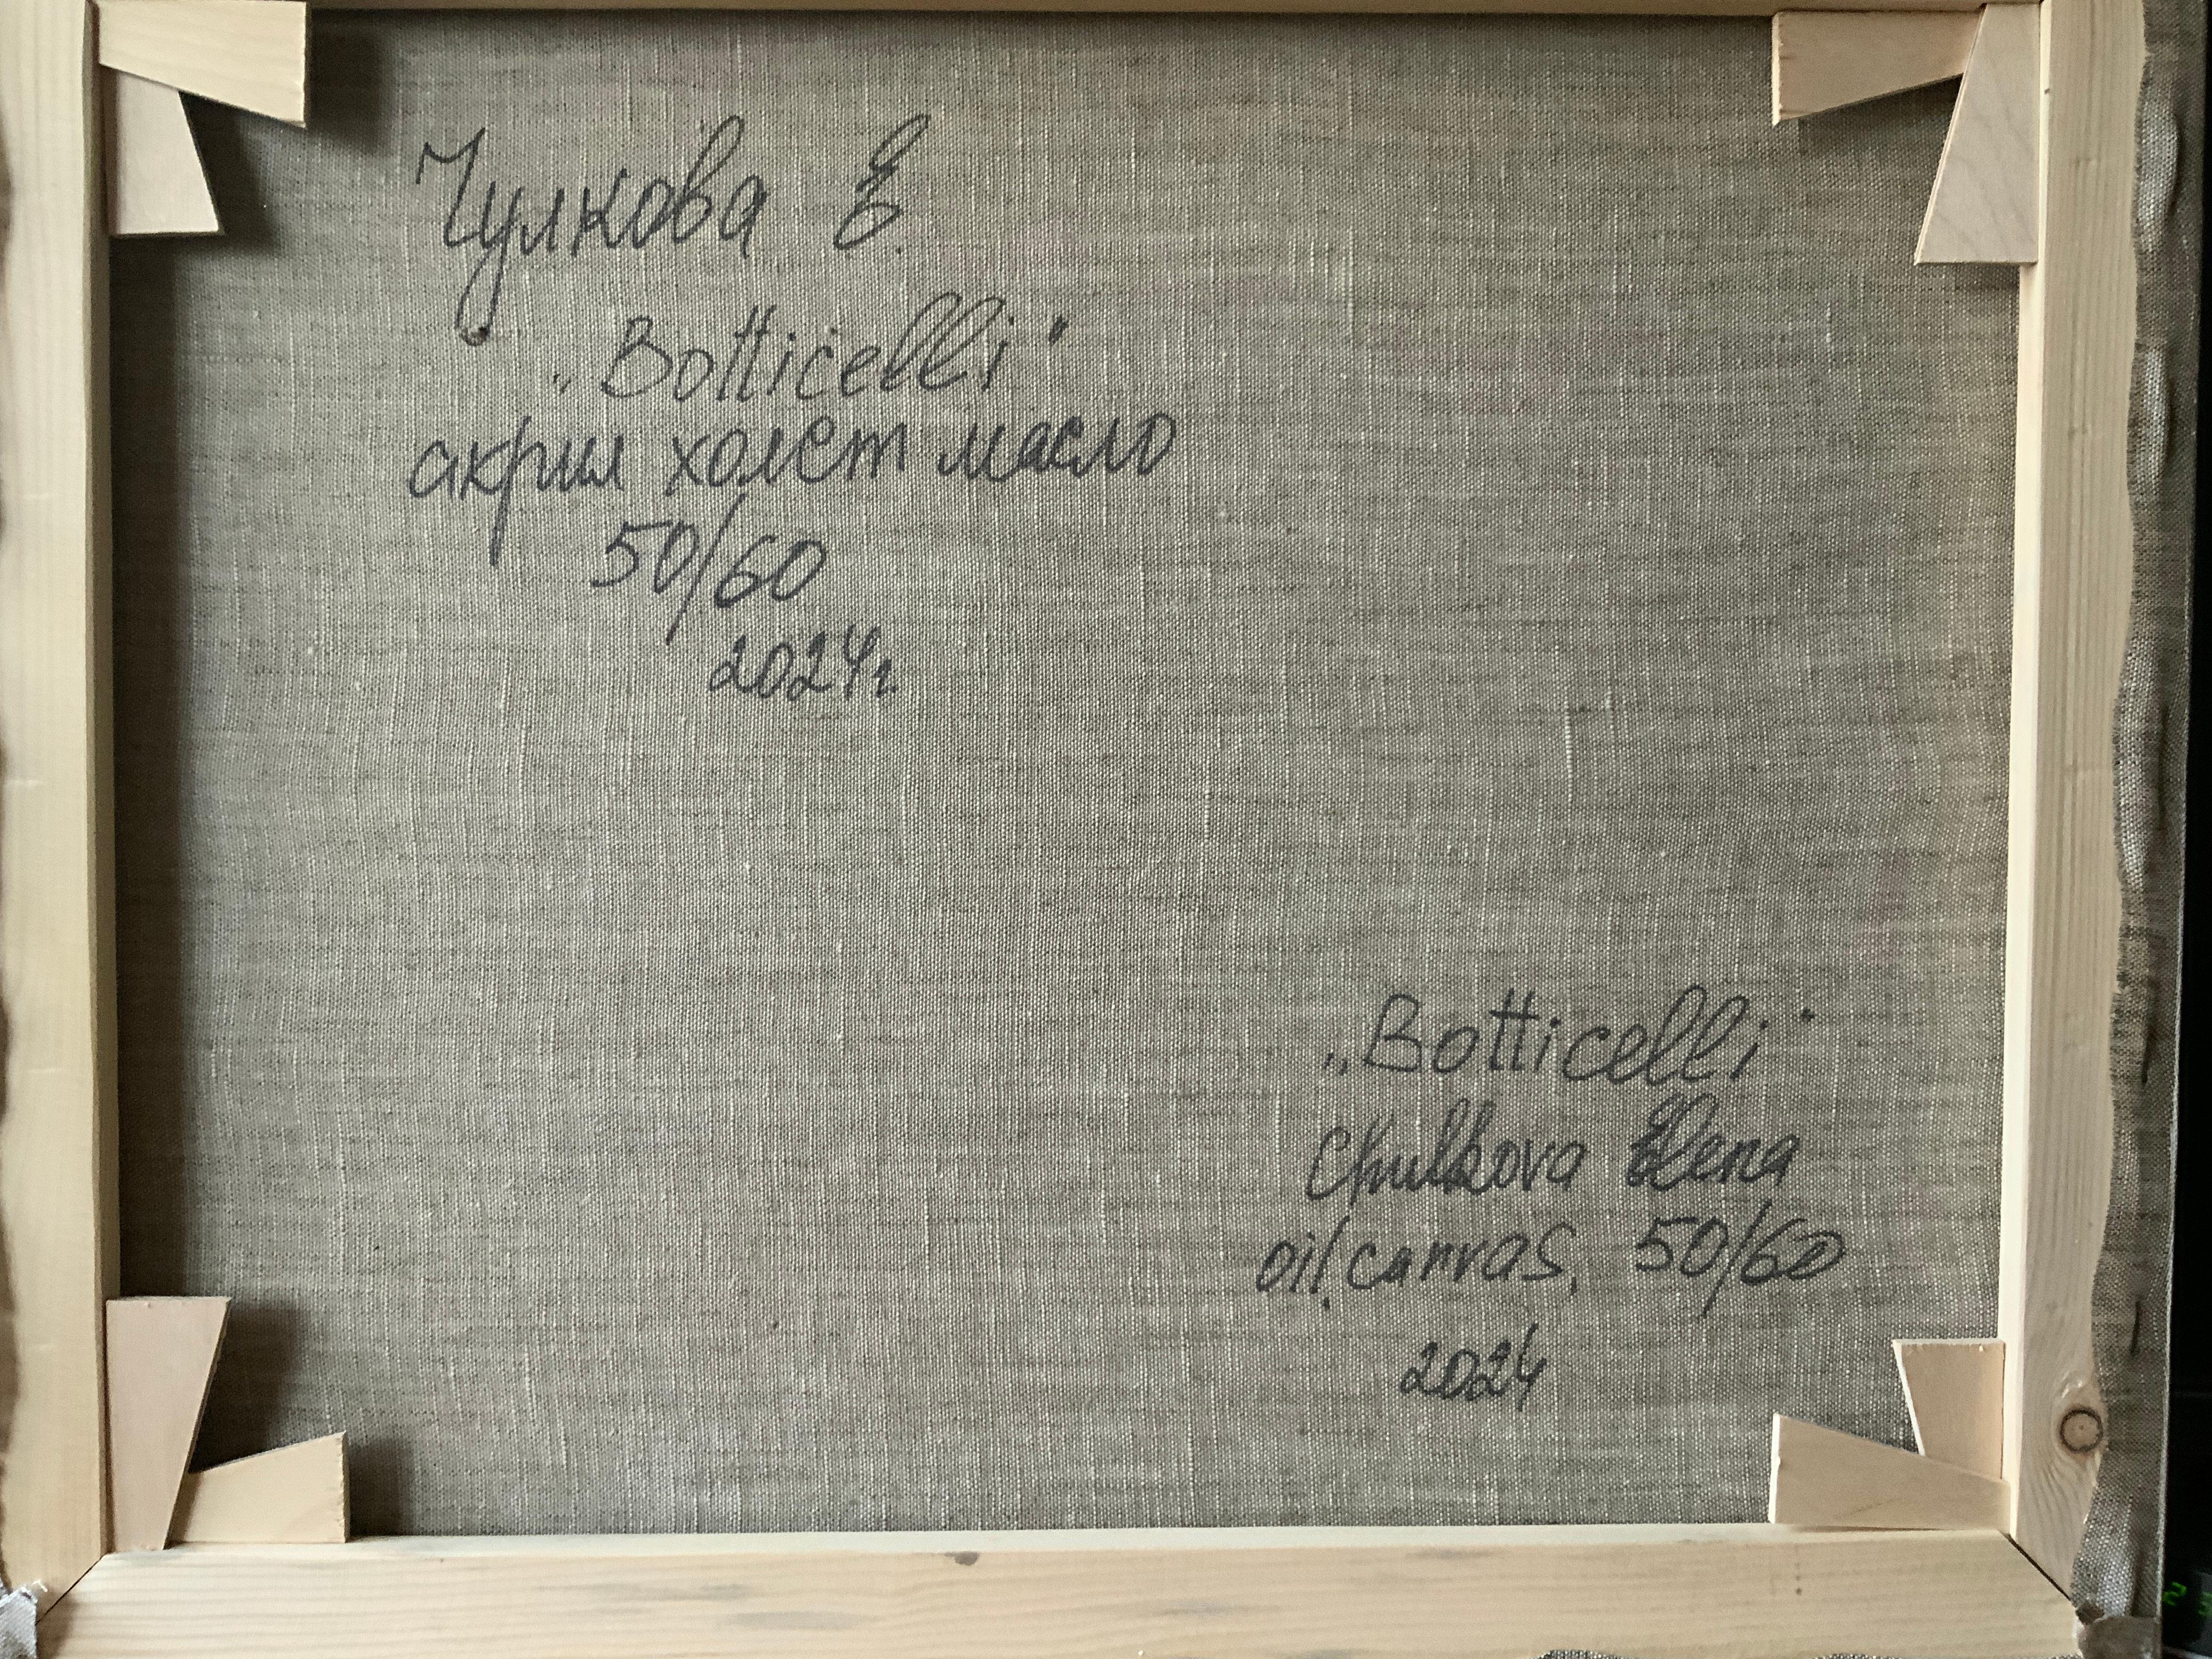 Чулкова Е.
„Botticelli"
акрил холст масло
50/60
2024г.
„Botticelli"
Chulkova Elena
oil, canvas, 50/60
2024